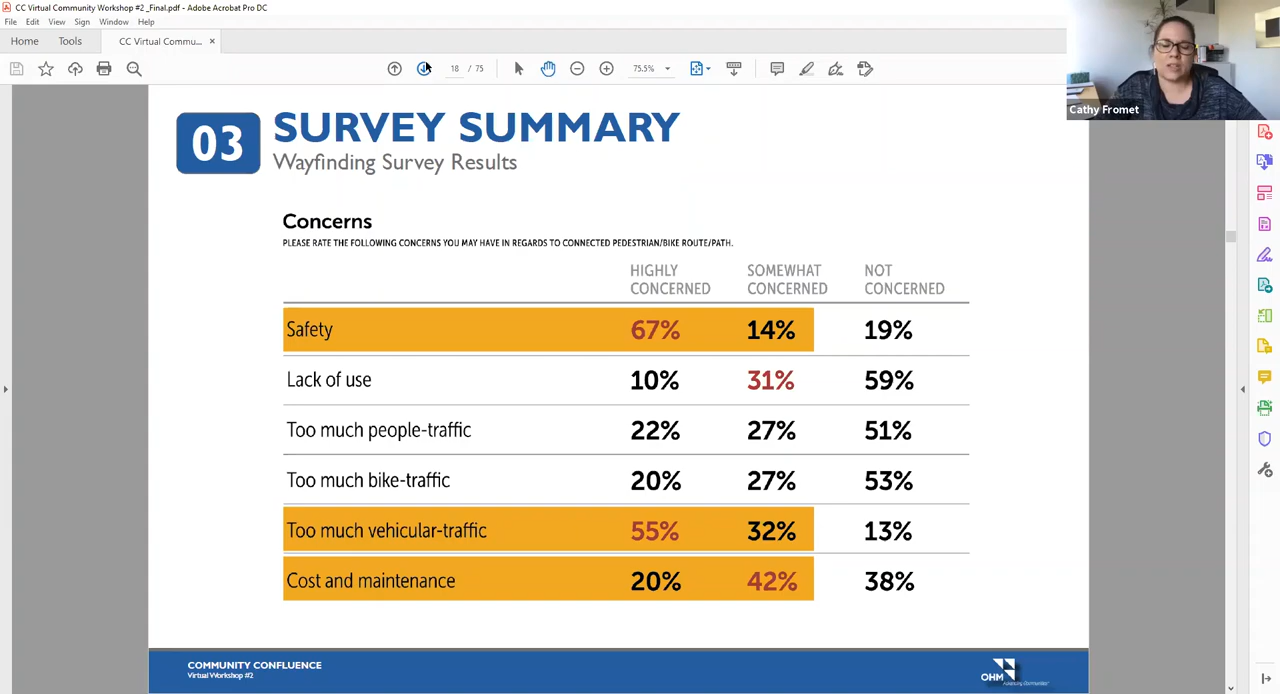 CC Virtual Community Workshop #2 _Final.pdf - Adobe Acrobat Pro DC
File Edit View Sign Window Help
Home Tools CC Virtual Commu... ×
18 / 75 75.5%
Cathy Fromet
03 SURVEY SUMMARY
Wayfinding Survey Results
Concerns
PLEASE RATE THE FOLLOWING CONCERNS YOU MAY HAVE IN REGARDS TO CONNECTED PEDESTRIAN/BIKE ROUTE/PATH.
HIGHLY CONCERNED SOMEWHAT CONCERNED NOT CONCERNED
Safety 67% 14% 19%
Lack of use 10% 31% 59%
Too much people-traffic 22% 27% 51%
Too much bike-traffic 20% 27% 53%
Too much vehicular-traffic 55% 32% 13%
Cost and maintenance 20% 42% 38%
COMMUNITY CONFLUENCE
Virtual Workshop #2
OHM
Advancing Communities